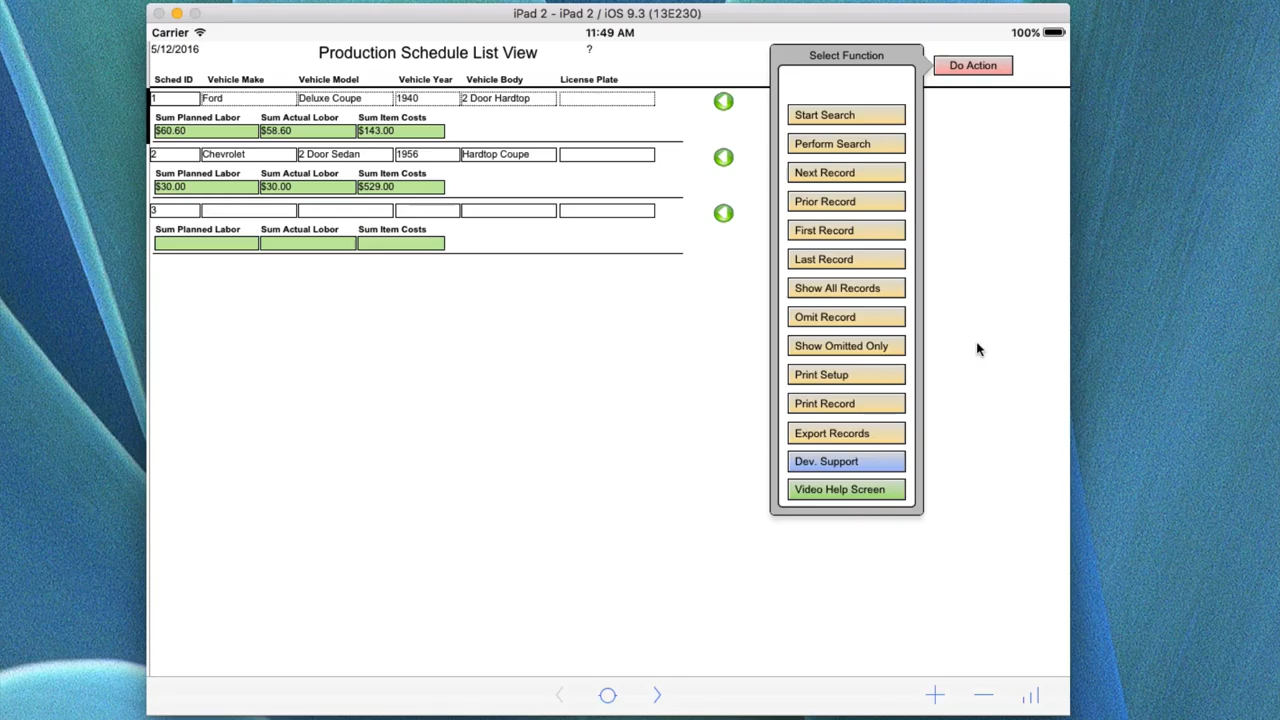 iPad 2 - iPad 2 / iOS 9.3 (13E230)
Carrier 11:49 AM 100%
5/12/2016 Production Schedule List View ?
Sched ID Vehicle Make Vehicle Model Vehicle Year Vehicle Body License Plate
1 Ford Deluxe Coupe 1940 2 Door Hardtop
Sum Planned Labor Sum Actual Lobor Sum Item Costs
$60.60 $58.60 $143.00
2 Chevrolet 2 Door Sedan 1956 Hardtop Coupe
Sum Planned Labor Sum Actual Lobor Sum Item Costs
$30.00 $30.00 $529.00
3
Sum Planned Labor Sum Actual Lobor Sum Item Costs
Select Function
Do Action
Start Search
Perform Search
Next Record
Prior Record
First Record
Last Record
Show All Records
Omit Record
Show Omitted Only
Print Setup
Print Record
Export Records
Dev. Support
Video Help Screen